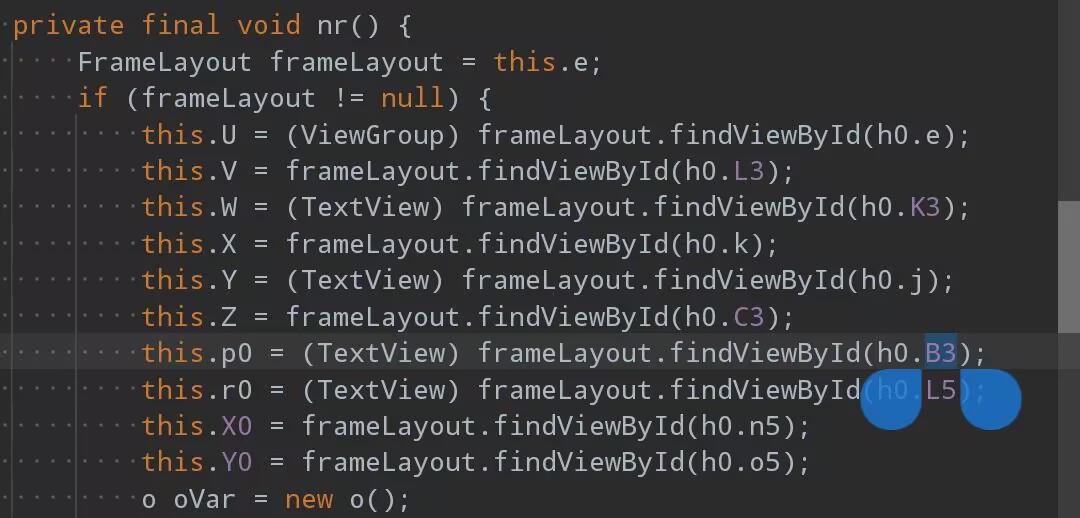 private final void nr() {
FrameLayout frameLayout = this.e;
if (frameLayout != null) {
this.U = (ViewGroup) frameLayout.findViewById(h0.e);
this.V = frameLayout.findViewById(h0.L3);
this.W = (TextView) frameLayout.findViewById(h0.K3);
this.X = frameLayout.findViewById(h0.k);
this.Y = (TextView) frameLayout.findViewById(h0.j);
this.Z = frameLayout.findViewById(h0.C3);
this.p0 = (TextView) frameLayout.findViewById(h0.B3);
this.r0 = (TextView) frameLayout.findViewById(h0.L5);
this.X0 = frameLayout.findViewById(h0.n5);
this.Y0 = frameLayout.findViewById(h0.o5);
o oVar = new o();